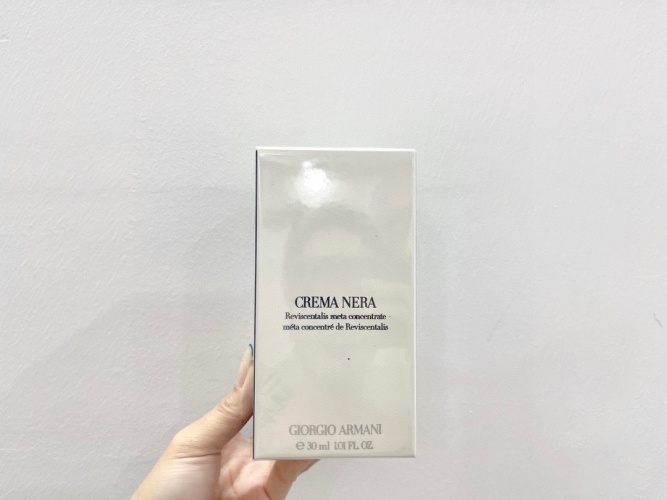 CREMA NERA
Reviscentalis meta concentrate
méta concentré de Reviscentalis
GIORGIO ARMANI
℮ 30 ml 1.01 FL. OZ.